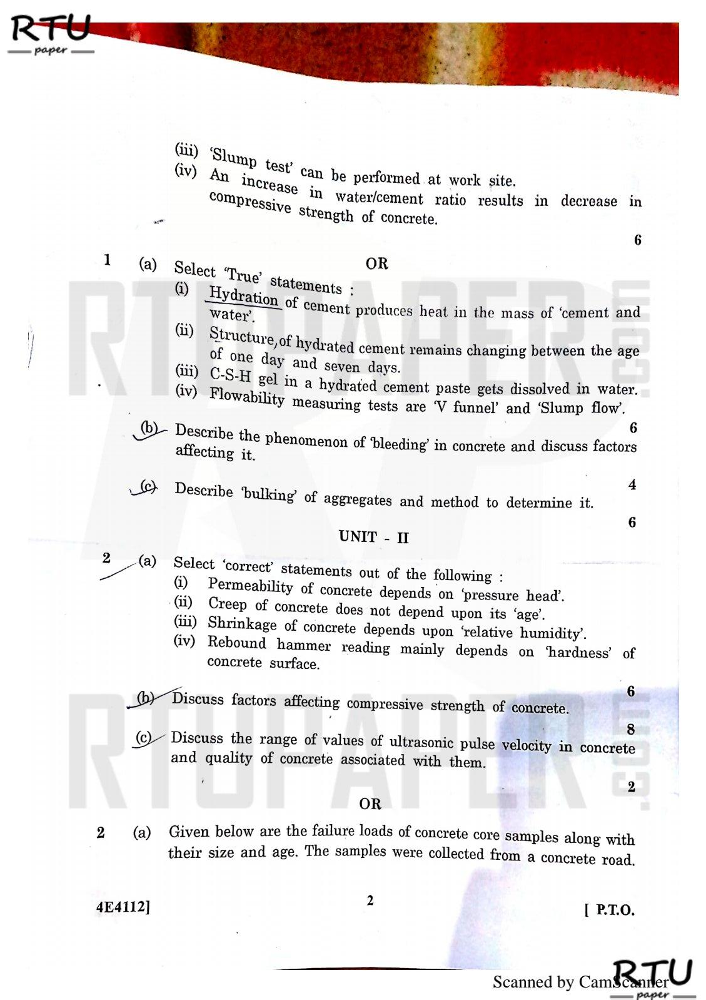 RTU
paper
(iii) ‘Slump test’ can be performed at work site.
(iv) An increase in water/cement ratio results in decrease in
compressive strength of concrete.
6
OR
1 (a) Select ‘True’ statements :
(i) Hydration of cement produces heat in the mass of ‘cement and
water’.
(ii) Structure, of hydrated cement remains changing between the age
of one day and seven days.
(iii) C-S-H gel in a hydrated cement paste gets dissolved in water.
(iv) Flowability measuring tests are ‘V funnel’ and ‘Slump flow’.
6
(b) Describe the phenomenon of ‘bleeding’ in concrete and discuss factors
affecting it.
4
(c) Describe ‘bulking’ of aggregates and method to determine it.
6
UNIT - II
2 (a) Select ‘correct’ statements out of the following :
(i) Permeability of concrete depends on ‘pressure head’.
(ii) Creep of concrete does not depend upon its ‘age’.
(iii) Shrinkage of concrete depends upon ‘relative humidity’.
(iv) Rebound hammer reading mainly depends on ‘hardness’ of
concrete surface.
6
(b) Discuss factors affecting compressive strength of concrete.
8
(c) Discuss the range of values of ultrasonic pulse velocity in concrete
and quality of concrete associated with them.
2
OR
2 (a) Given below are the failure loads of concrete core samples along with
their size and age. The samples were collected from a concrete road.
4E4112] 2 [ P.T.O.
RTUPAPER.com
RTUPAPER.com
Scanned by CamScanner
RTU
paper